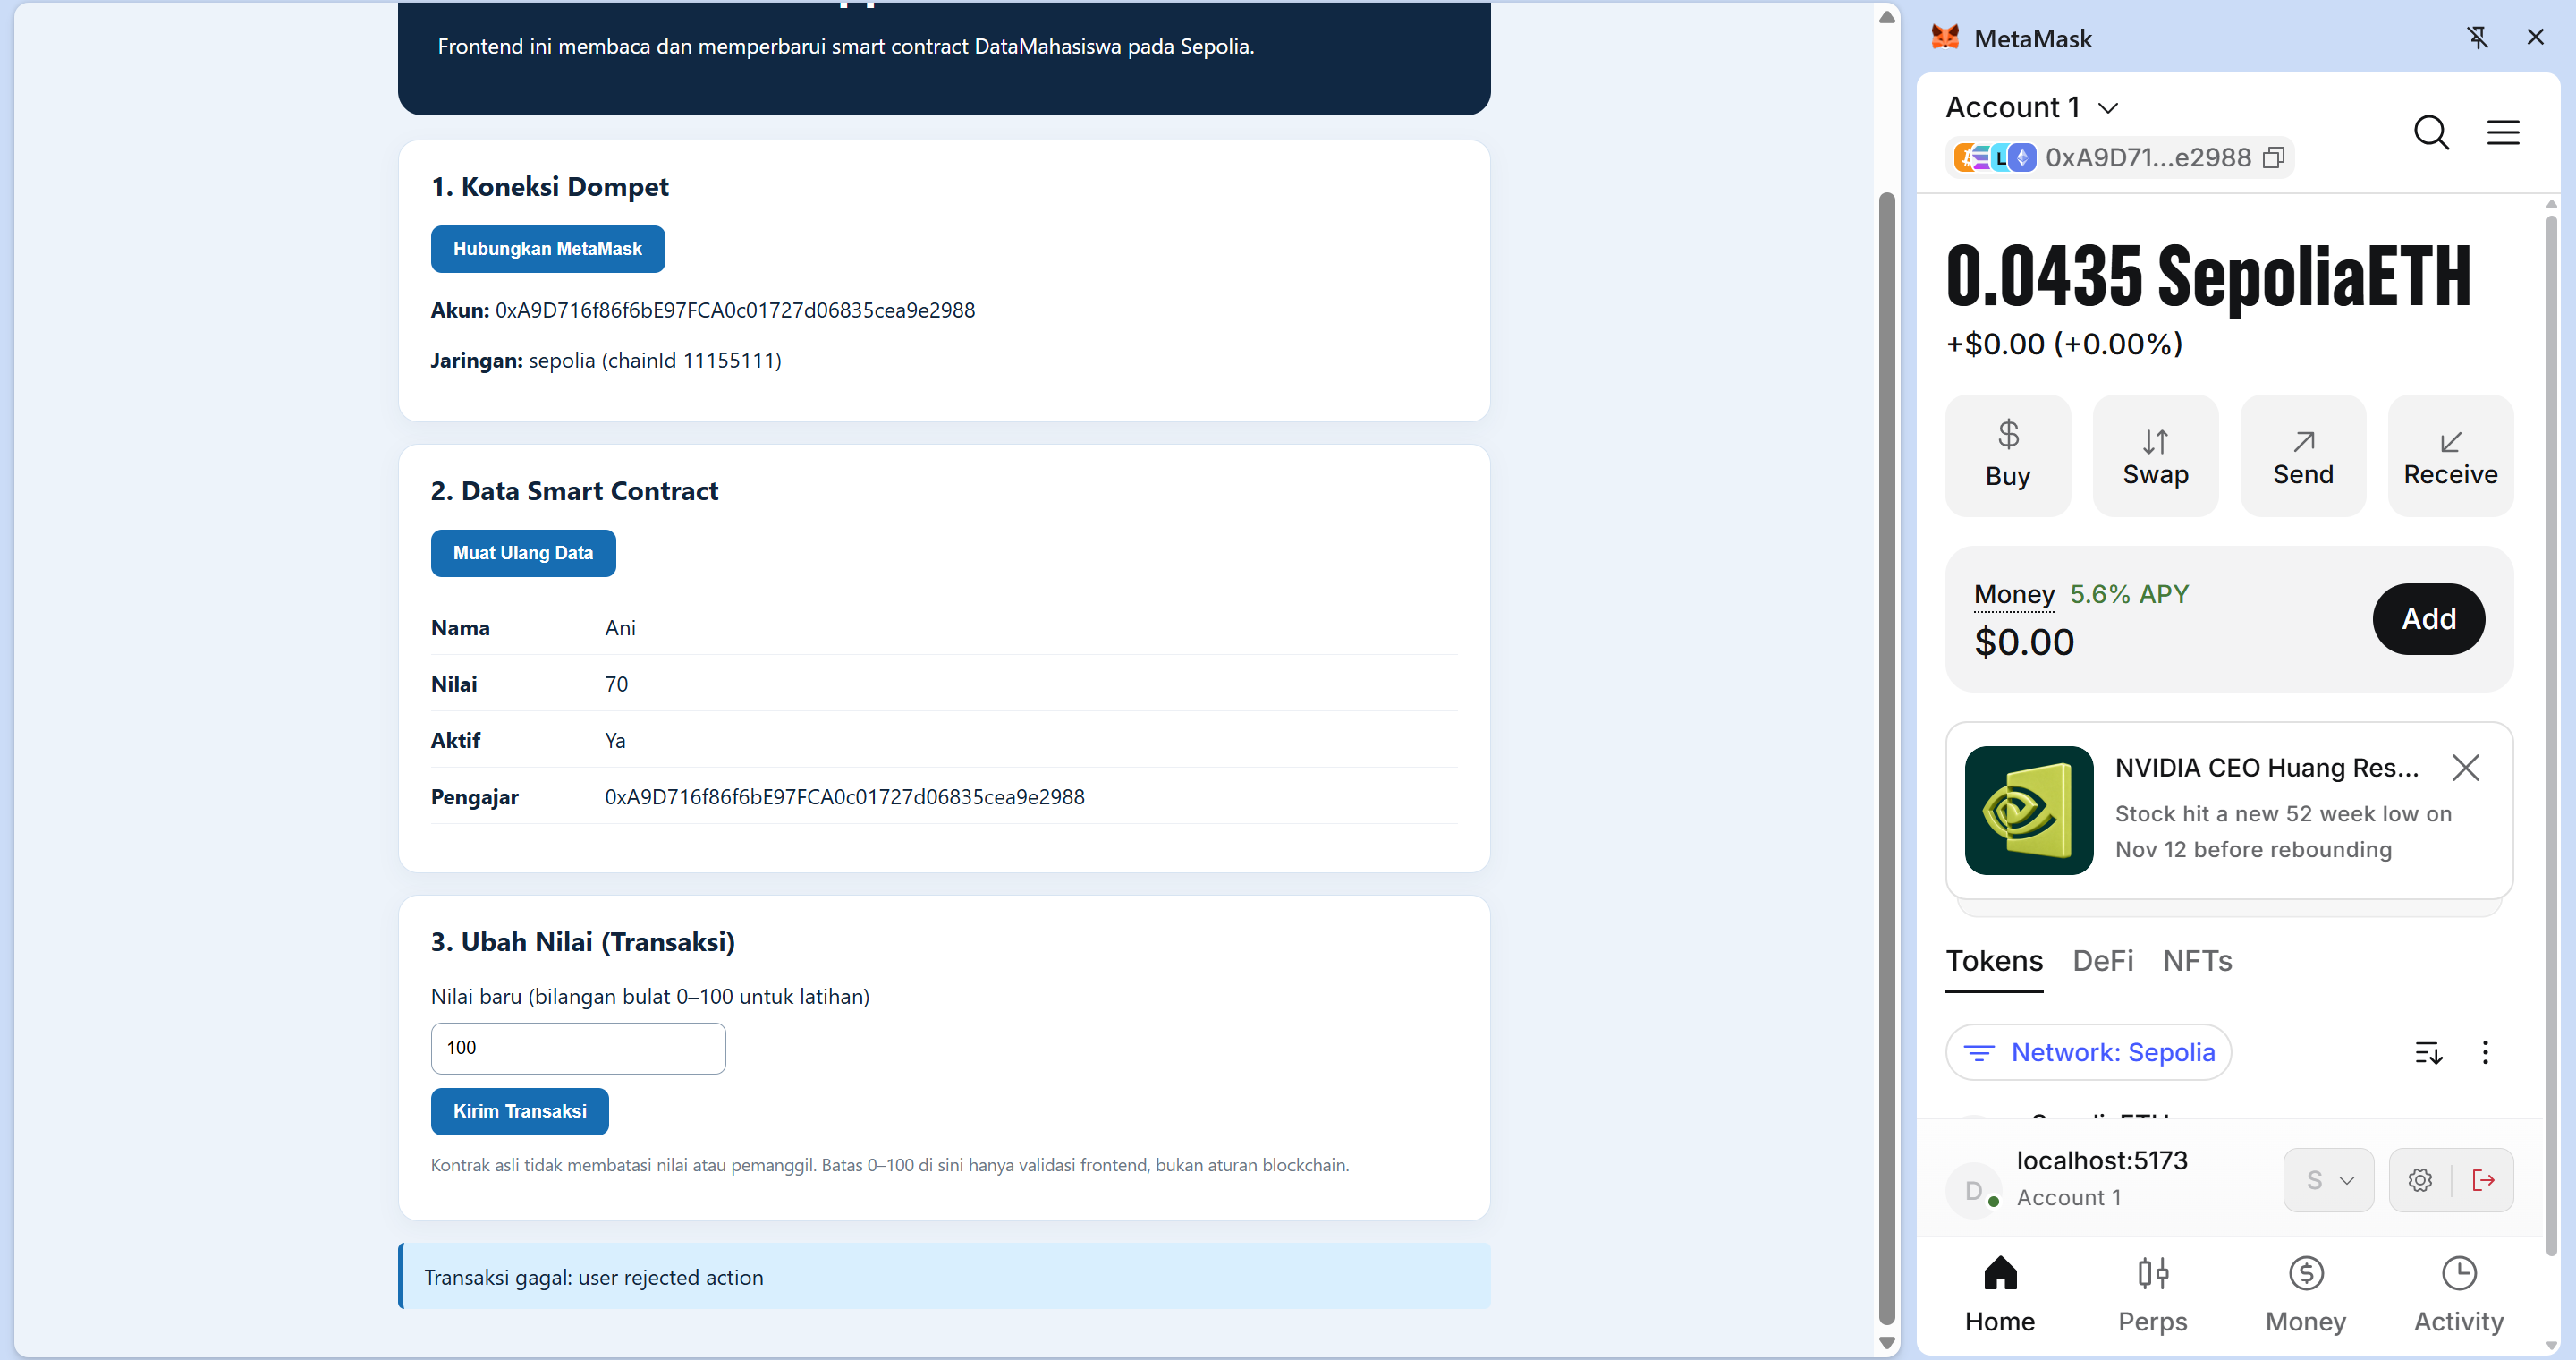 Frontend ini membaca dan memperbarui smart contract DataMahasiswa pada Sepolia.
1. Koneksi Dompet
Hubungkan MetaMask
Akun: 0xA9D716f86f6bE97FCA0c01727d06835cea9e2988
Jaringan: sepolia (chainId 11155111)
2. Data Smart Contract
Muat Ulang Data
Nama Ani
Nilai 70
Aktif Ya
Pengajar 0xA9D716f86f6bE97FCA0c01727d06835cea9e2988
3. Ubah Nilai (Transaksi)
Nilai baru (bilangan bulat 0–100 untuk latihan)
100
Kirim Transaksi
Kontrak asli tidak membatasi nilai atau pemanggil. Batas 0–100 di sini hanya validasi frontend, bukan aturan blockchain.
Transaksi gagal: user rejected action
MetaMask
Account 1
0xA9D71...e2988
0.0435 SepoliaETH
+$0.00 (+0.00%)
Buy Swap Send Receive
Money 5.6% APY
$0.00
Add
NVIDIA CEO Huang Res...
Stock hit a new 52 week low on
Nov 12 before rebounding
Tokens DeFi NFTs
Network: Sepolia
D
localhost:5173
Account 1
S
Home Perps Money Activity